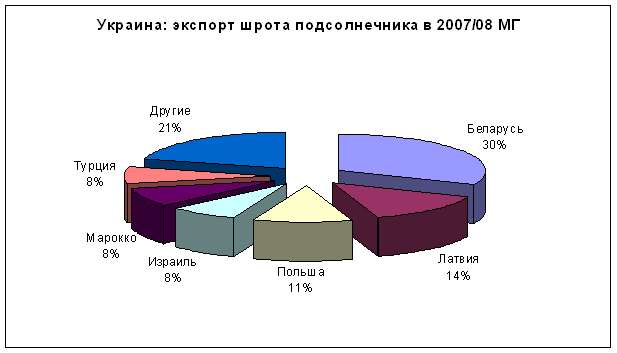 Украина: экспорт шрота подсолнечника в 2007/08 МГ
Другие
21%
Беларусь
30%
Турция
8%
Марокко
8%
Израиль
8%
Польша
11%
Латвия
14%